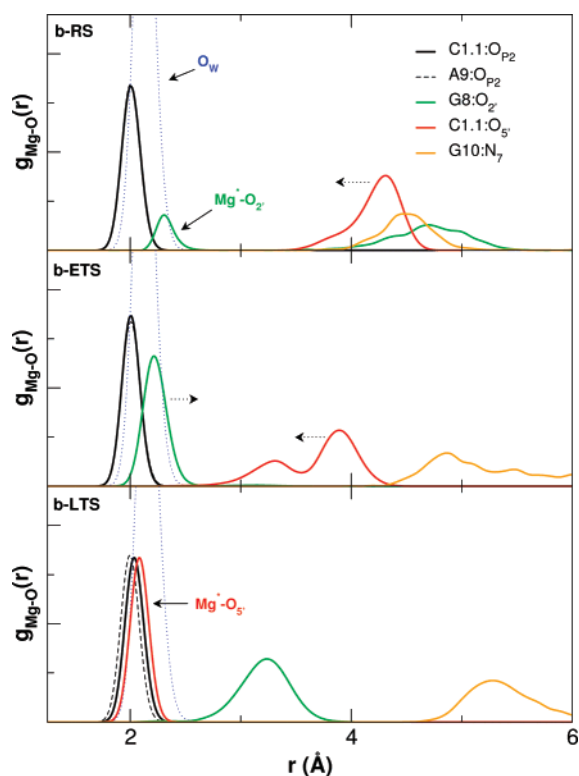 b-RS
O_W
C1.1:O_P2
A9:O_P2
G8:O_2'
C1.1:O_5'
G10:N_7
Mg*-O_2'
g_Mg-O(r)
b-ETS
g_Mg-O(r)
b-LTS
Mg*-O_5'
g_Mg-O(r)
2 4 6
r (Å)